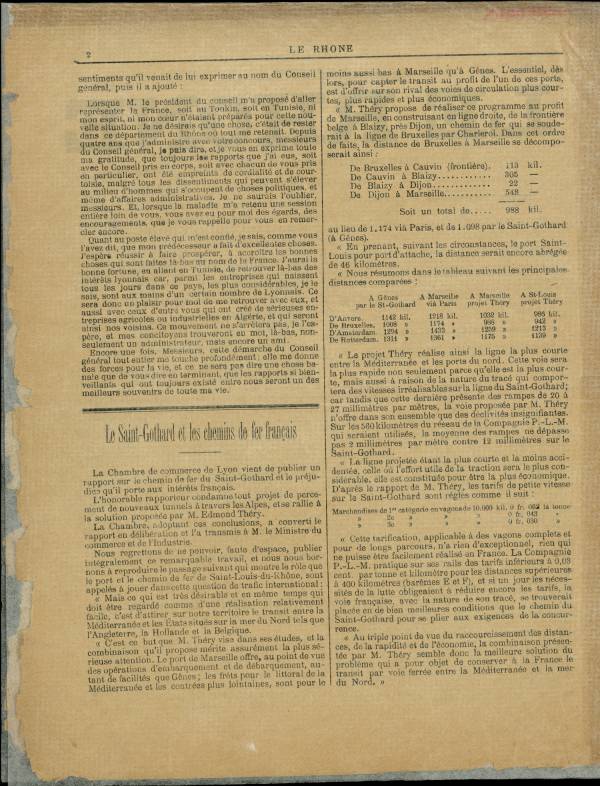 2
LE RHONE
sentiments qu'il venait de lui exprimer au nom du Conseil
général, puis il a ajouté :
Lorsque M. le président du conseil m'a proposé d'aller
représenter la France, soit au Tonkin, soit en Tunisie, ni
mon esprit, ni mon cœur n'étaient préparés pour cette nou-
velle situation. Je ne désirais qu'une chose, c'était de rester
dans ce département du Rhône où tout me retenait. Depuis
quatre ans que j'administre avec votre concours, messieurs
du Conseil général, je puis dire, et je vous en exprime toute
ma gratitude, que toujours les rapports que j'ai eus, soit
avec le Conseil pris en corps, soit avec chacun de vous pris
en particulier, ont été empreints de cordialité et de cour-
toisie, malgré tous les dissentiments qui peuvent s'élever
au milieu d'hommes qui s'occupent de choses politiques, et
même d'affaires administratives. Je ne saurais l'oublier,
messieurs. Et, lorsque la maladie m'a retenu une session
entière loin de vous, vous avez eu pour moi des égards, des
encouragements, que je vous rappelle pour vous en remer-
cier encore.
Quant au poste élevé qui m'est confié, je sais, comme vous
l'avez dit, que mon prédécesseur a fait d'excellentes choses.
J'espère réussir à faire prospérer, à accroître les bonnes
choses qui sont faites là-bas au nom de la France. J'aurai la
bonne fortune, en allant en Tunisie, de retrouver là-bas des
intérêts lyonnais car, parmi les entreprises qui naissent
tous les jours dans ce pays, les plus considérables, je le
sais, sont aux mains d'un certain nombre de Lyonnais. Ce
sera donc un plaisir pour moi de me retrouver avec eux, et
aussi avec ceux d'entre vous qui ont créé de sérieuses en-
treprises agricoles ou industrielles en Algérie, et qui seront
ainsi nos voisins. Ce mouvement ne s'arrêtera pas, je l'es-
père, et mes concitoyens trouveront en moi, là-bas, non-
seulement un administrateur, mais encore un ami.
Encore une fois, Messieurs, cette démarche du Conseil
général tout entier me touche profondément; elle me donne
des forces pour la vie, et ce ne sera pas dire une chose ba-
nale que de vous dire en terminant, que les rapports si bien-
veillants qui ont toujours existé entre nous seront un des
meilleurs souvenirs de toute ma vie.
Le Saint-Gothard et les chemins de fer français
La Chambre de commerce de Lyon vient de publier un
rapport sur le chemin de fer du Saint-Gothard et le préju-
dice qu'il porte aux intérêts français.
L'honorable rapporteur condamne tout projet de perce-
ment de nouveaux tunnels à travers les Alpes, et se rallie à
la solution proposée par M. Edmond Théry.
La Chambre, adoptant ces conclusions, a converti le
rapport en délibération et l'a transmis à M. le Ministre du
commerce et de l'Industrie.
Nous regrettons de ne pouvoir, faute d'espace, publier
intégralement ce remarquable travail, et nous nous bor-
nons à reproduire le passage suivant qui montre le rôle que
le port et le chemin de fer de Saint-Louis-du-Rhône, sont
appelés à jouer dans cette question de trafic international :
« Mais ce qui est très désirable et en même temps qui
doit être regardé comme d'une réalisation relativement
facile, c'est d'attirer sur notre territoire le transit entre la
Méditerranée et les États situés sur la mer du Nord tels que
l'Angleterre, la Hollande et la Belgique.
« C'est ce but que M. Théry vise dans ses études, et la
combinaison qu'il propose mérite assurément la plus sé-
rieuse attention. Le port de Marseille offre, au point de vue
des opérations d'embarquement et de débarquement, au-
tant de facilités que Gênes; les frêts pour le littoral de la
Méditerranée et les contrées plus lointaines, sont pour le
moins aussi bas à Marseille qu'à Gênes. L'essentiel, dès
lors, pour capter le transit au profit de l'un de ces ports,
est d'offrir sur son rival des voies de circulation plus cour-
tes, plus rapides et plus économiques.
« M. Théry propose de réaliser ce programme au profit
de Marseille, en construisant en ligne droite, de la frontière
belge à Blaizy, près Dijon, un chemin de fer qui se soude-
rait à la ligne de Bruxelles par Charleroi. Dans cet ordre
de faits, la distance de Bruxelles à Marseille se décompo-
serait ainsi :
De Bruxelles à Cauvin (frontière). 113 kil.
De Cauvin à Blaizy............ 305 —
De Blaizy à Dijon............ 22 —
De Dijon à Marseille.......... 548 —
Soit un total de..... 988 kil.
au lieu de 1.174 via Paris, et de 1.098 par le Saint-Gothard
(à Gênes).
« En prenant, suivant les circonstances, le port Saint-
Louis pour port d'attache, la distance serait encore abrégée
de 46 kilomètres.
« Nous résumons dans le tableau suivant les principales
distances comparées :
A Gênes par le St-Gothard A Marseille viâ Paris A Marseille projet Théry A St-Louis projet Théry
D'Anvers. 1142 kil. 1218 kil. 1032 kil. 986 kil.
De Bruxelles, 1098 » 1174 » 988 » 942 »
D'Amsterdam. 1294 » 1433 » 1259 » 1213 »
De Rotterdam. 1311 » 1361 » 1175 » 1129 »
« Le projet Théry réalise ainsi la ligne la plus courte
entre la Méditerranée et les ports du nord. Cette voie sera
la plus rapide non seulement parce qu'elle est la plus cour-
te, mais aussi à raison de la nature du tracé qui compor-
tera des vitesses irréalisables sur la ligne du Saint-Gothard;
car tandis que cette dernière présente des rampes de 20 à
27 millimètres par mètres, la voie proposée par M. Théry
n'offre dans son ensemble que des déclivités insignifiantes.
Sur les 560 kilomètres du réseau de la Compagnie P.-L.-M.
qui seraient utilisés, la moyenne des rampes ne dépasse
pas 2 millimètres par mètre contre 12 millimètres sur le
Saint-Gothard.
« La ligne projetée étant la plus courte et la moins acci-
dentée, celle où l'effort utile de la traction sera le plus con-
sidérable, elle est constituée pour être la plus économique.
D'après le rapport de M. Théry, les tarifs de petite vitesse
sur le Saint-Gothard sont réglés comme il suit :
Marchandises de 1re catégorie en vagons de 10.000 kil. 0 fr. 062 la tonne
» 2e » » » 0 fr. 043 »
» 3e » » » 0 fr. 030 »
« Cette tarification, applicable à des vagons complets et
pour de longs parcours, n'a rien d'exceptionnel, rien qui
ne puisse être facilement réalisé en France. La Compagnie
P.-L.-M. pratique sur ses rails des tarifs inférieurs à 0,03
cent. par tonne et kilomètre pour les distances supérieures
à 400 kilomètres (barèmes E et F), et si un jour les néces-
sités de la lutte obligeaient à réduire encore les tarifs, la
voie française, avec la nature de son tracé, se trouverait
placée en de bien meilleures conditions que le chemin du
Saint-Gothard pour se plier aux exigences de la concur-
rence.
« Au triple point de vue du raccourcissement des distan-
ces, de la rapidité et de l'économie, la combinaison présen-
tée par M. Théry semble donc la meilleure solution du
problème qui a pour objet de conserver à la France le
transit par voie ferrée entre la Méditerranée et la mer
du Nord. »